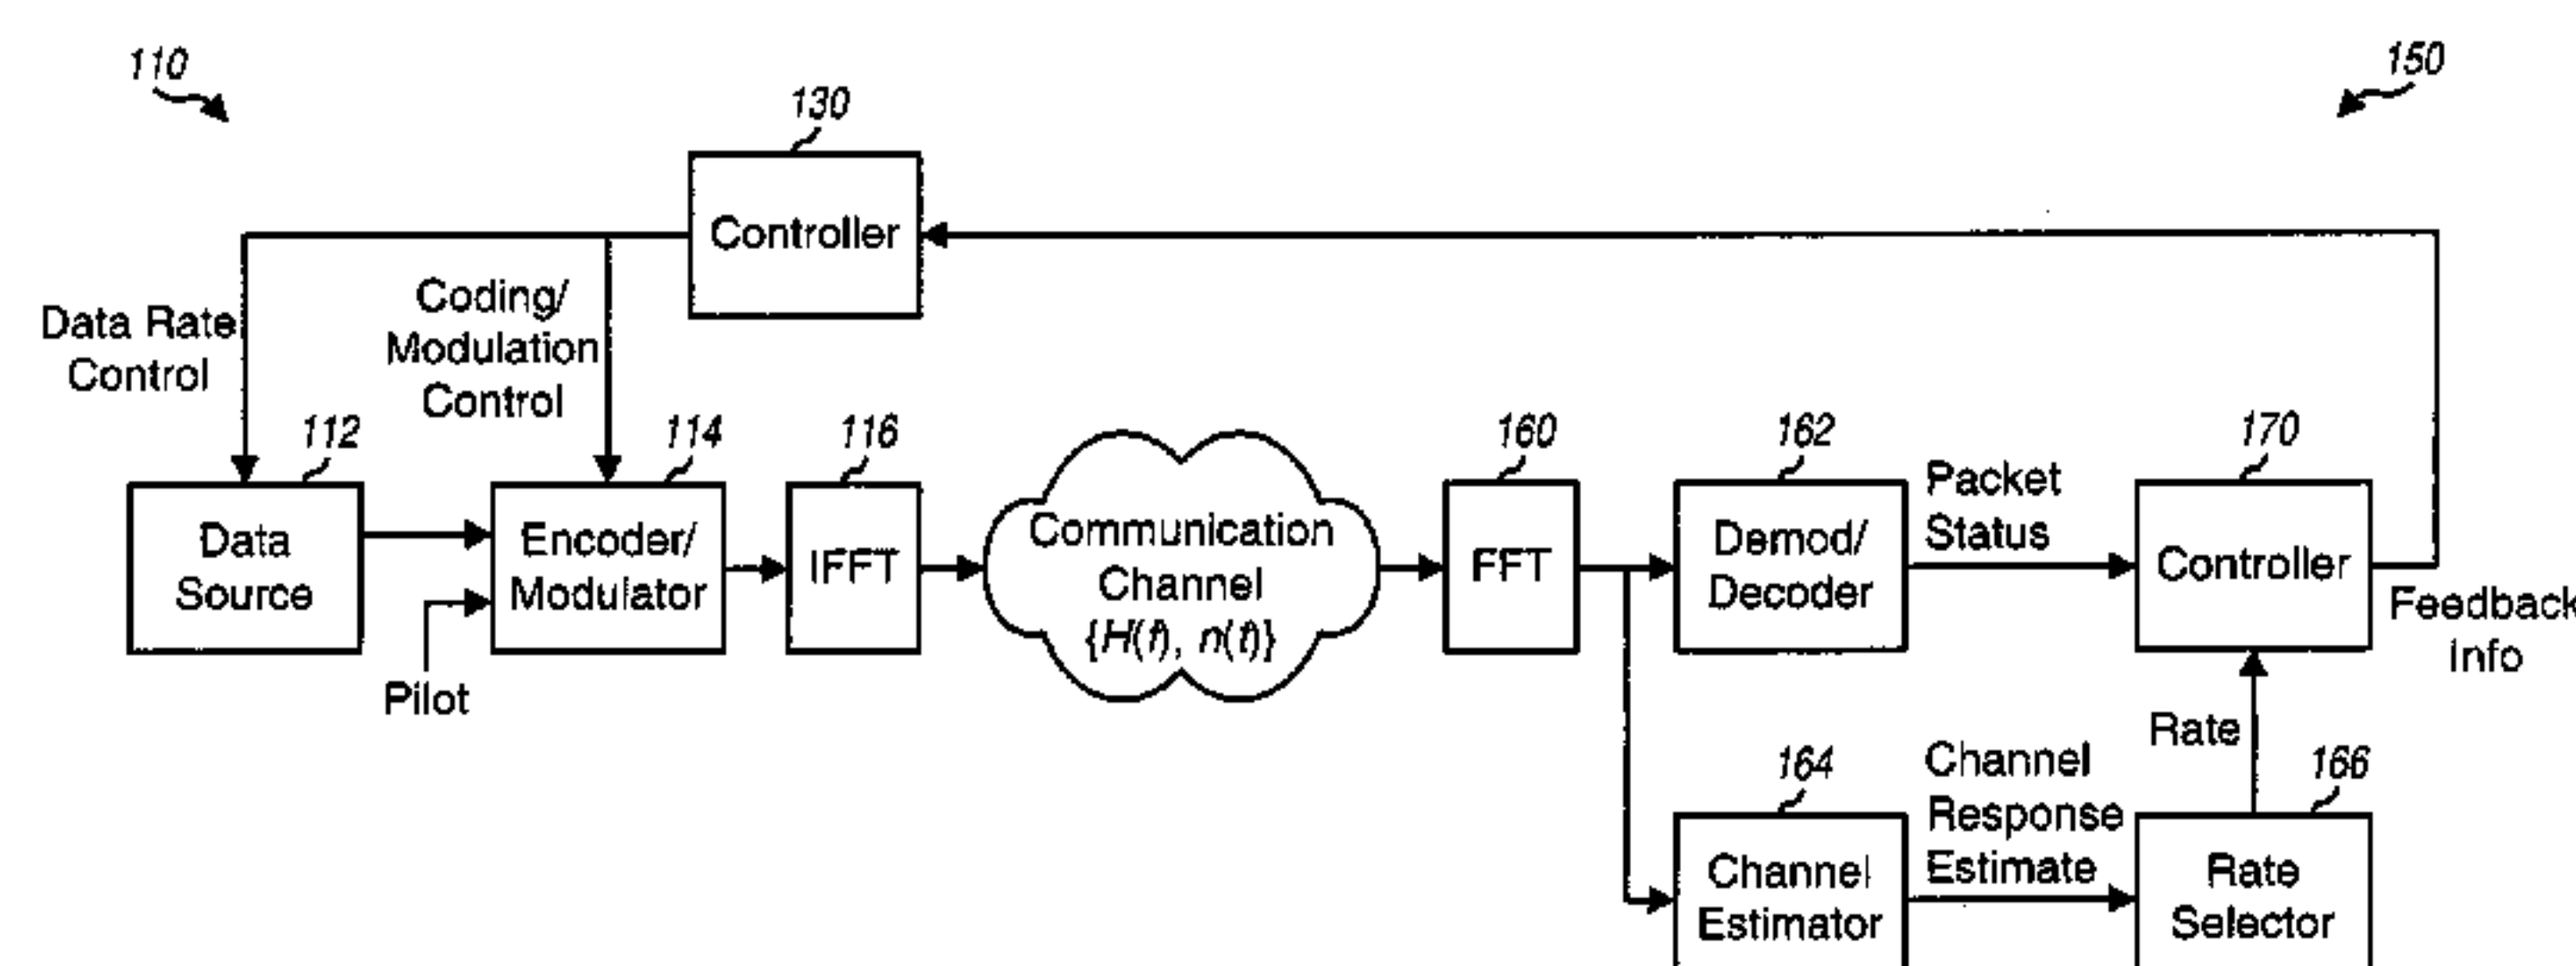 110
150
130
Controller
Data Rate
Control
Coding/
Modulation
Control
112
114
116
160
162
170
Data
Source
Encoder/
Modulator
IFFT
Communication
Channel
{H(f), n(t)}
FFT
Demod/
Decoder
Packet
Status
Controller
Feedback
Info
Pilot
Rate
164
166
Channel
Response
Estimate
Channel
Estimator
Rate
Selector